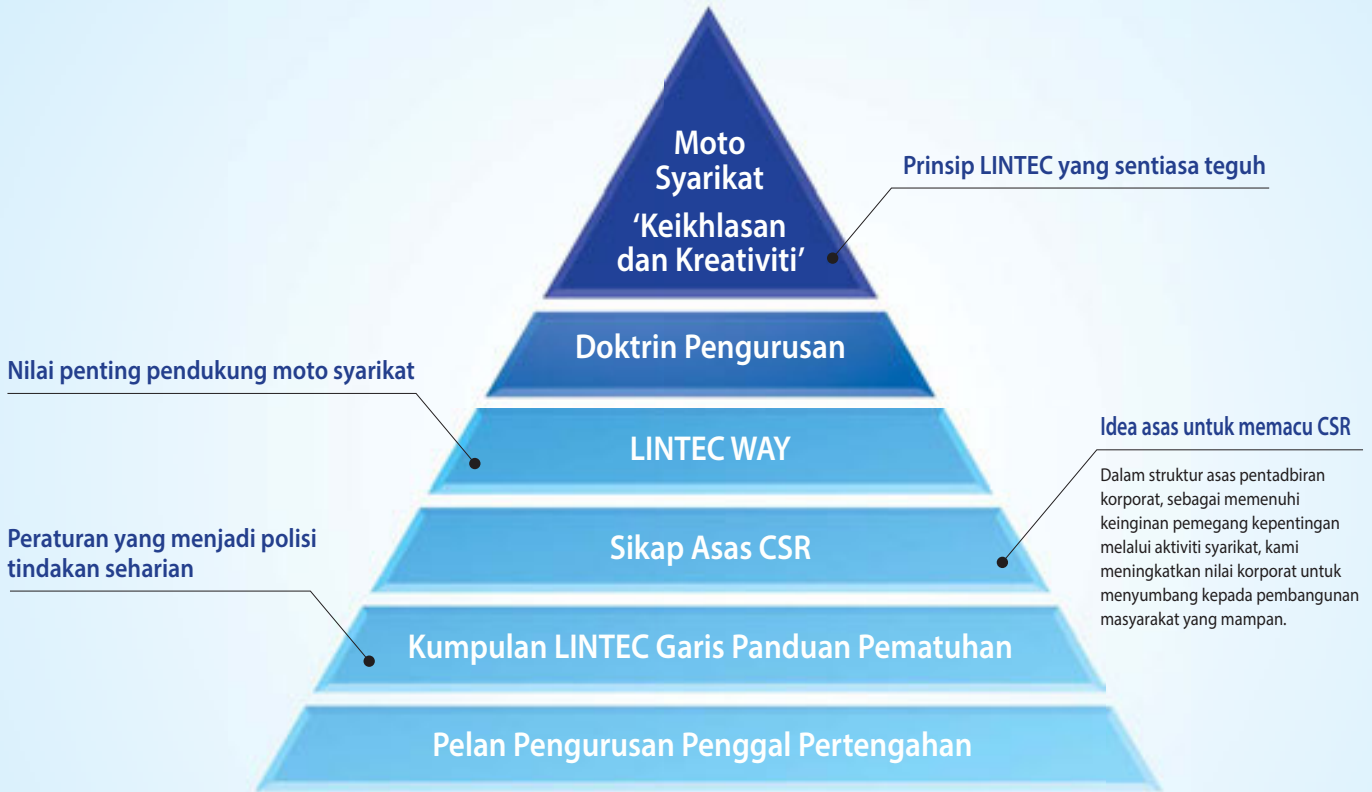 Moto
Syarikat
‘Keikhlasan
dan Kreativiti’
Prinsip LINTEC yang sentiasa teguh
Doktrin Pengurusan
Nilai penting pendukung moto syarikat
LINTEC WAY
Idea asas untuk memacu CSR
Dalam struktur asas pentadbiran
korporat, sebagai memenuhi
keinginan pemegang kepentingan
melalui aktiviti syarikat, kami
meningkatkan nilai korporat untuk
menyumbang kepada pembangunan
masyarakat yang mampan.
Sikap Asas CSR
Peraturan yang menjadi polisi
tindakan seharian
Kumpulan LINTEC Garis Panduan Pematuhan
Pelan Pengurusan Penggal Pertengahan